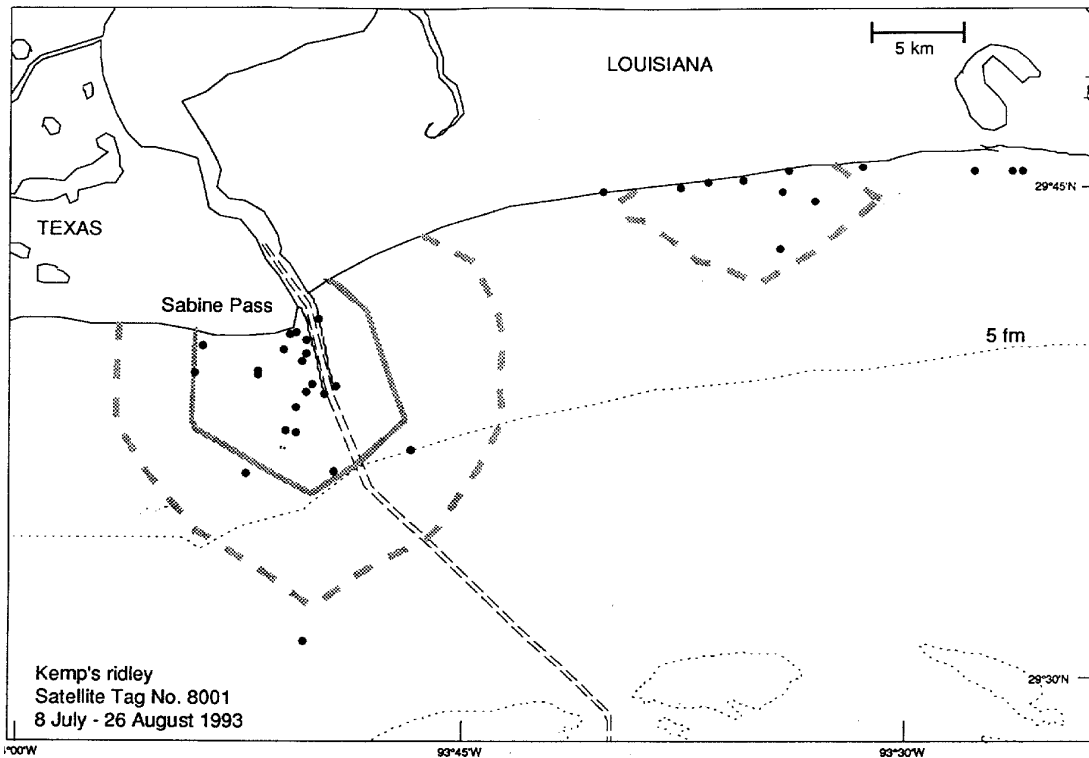 5 km
LOUISIANA
29°45'N
TEXAS
Sabine Pass
5 fm
Kemp's ridley
Satellite Tag No. 8001
8 July - 26 August 1993
29°30'N
:00'W
93°45'W
93°30'W